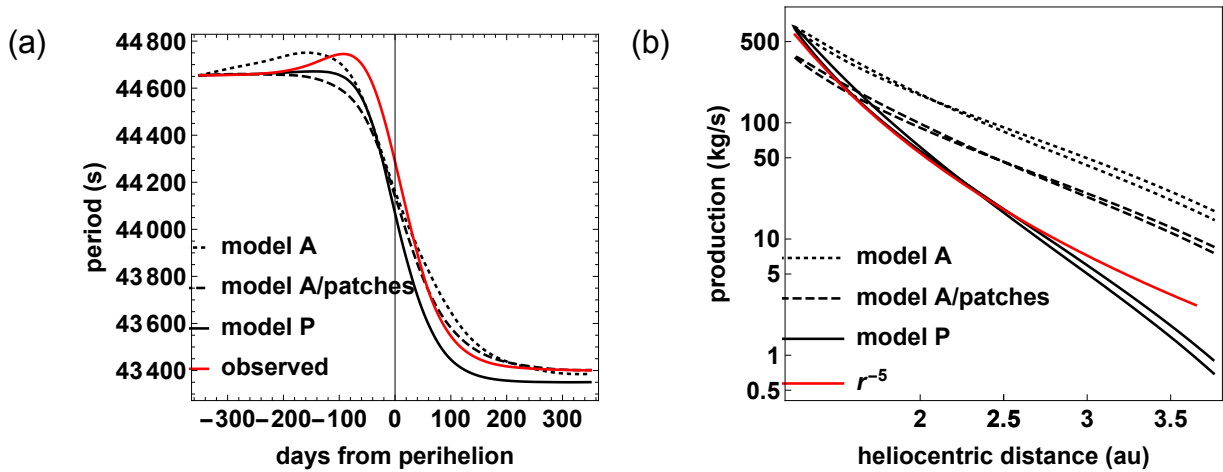 (a)
44 800
44 600
44 400
44 200
44 000
43 800
43 600
43 400
period (s)
model A
model A/patches
model P
observed
−300 −200 −100 0 100 200 300
days from perihelion
(b)
500
100
50
10
5
1
0.5
production (kg/s)
model A
model A/patches
model P
r⁻⁵
2 2.5 3 3.5
heliocentric distance (au)